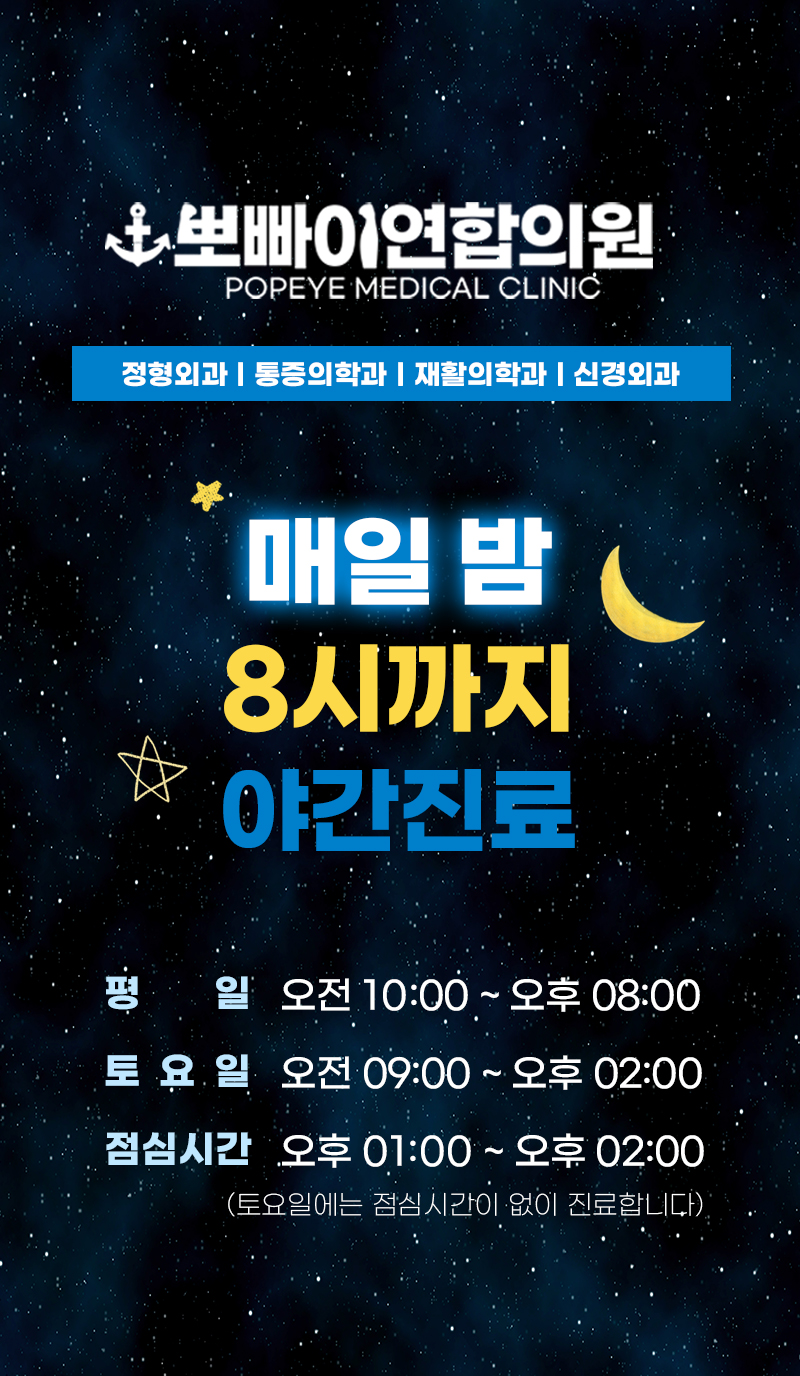 뽀빠이연합의원
POPEYE MEDICAL CLINIC
정형외과 | 통증의학과 | 재활의학과 | 신경외과
매일 밤
8시까지
야간진료
평 일 오전 10:00 ~ 오후 08:00
토 요 일 오전 09:00 ~ 오후 02:00
점심시간 오후 01:00 ~ 오후 02:00
(토요일에는 점심시간이 없이 진료합니다)